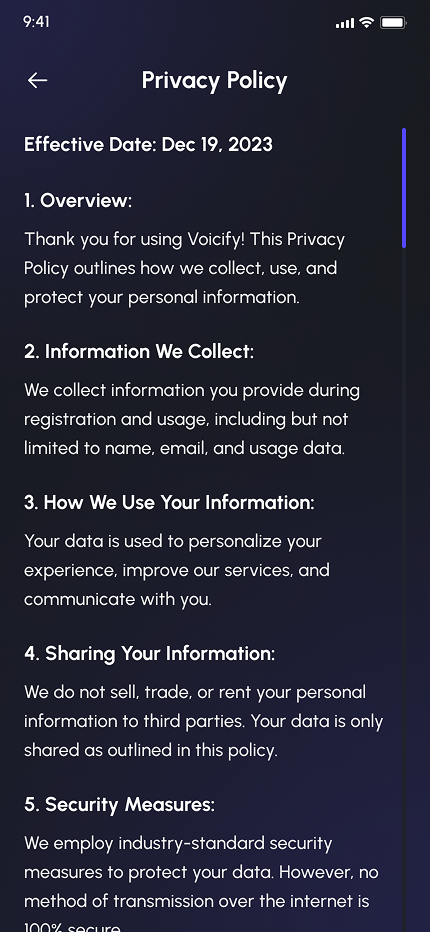 9:41
Privacy Policy
Effective Date: Dec 19, 2023
1. Overview:
Thank you for using Voicify! This Privacy
Policy outlines how we collect, use, and
protect your personal information.
2. Information We Collect:
We collect information you provide during
registration and usage, including but not
limited to name, email, and usage data.
3. How We Use Your Information:
Your data is used to personalize your
experience, improve our services, and
communicate with you.
4. Sharing Your Information:
We do not sell, trade, or rent your personal
information to third parties. Your data is only
shared as outlined in this policy.
5. Security Measures:
We employ industry-standard security
measures to protect your data. However, no
method of transmission over the internet is
100% secure.